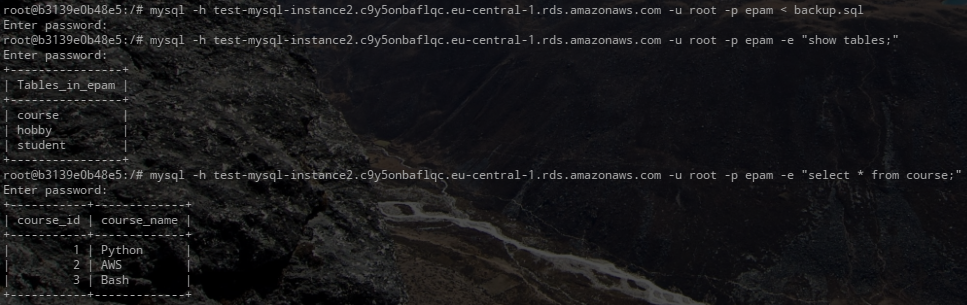 root@b3139e0b48e5:/# mysql -h test-mysql-instance2.c9y5onbaflqc.eu-central-1.rds.amazonaws.com -u root -p epam < backup.sql
Enter password:
root@b3139e0b48e5:/# mysql -h test-mysql-instance2.c9y5onbaflqc.eu-central-1.rds.amazonaws.com -u root -p epam -e "show tables;"
Enter password:
+----------------+
| Tables_in_epam |
+----------------+
| course         |
| hobby          |
| student        |
+----------------+
root@b3139e0b48e5:/# mysql -h test-mysql-instance2.c9y5onbaflqc.eu-central-1.rds.amazonaws.com -u root -p epam -e "select * from course;"
Enter password:
+-----------+-------------+
| course_id | course_name |
+-----------+-------------+
|         1 | Python      |
|         2 | AWS         |
|         3 | Bash        |
+-----------+-------------+